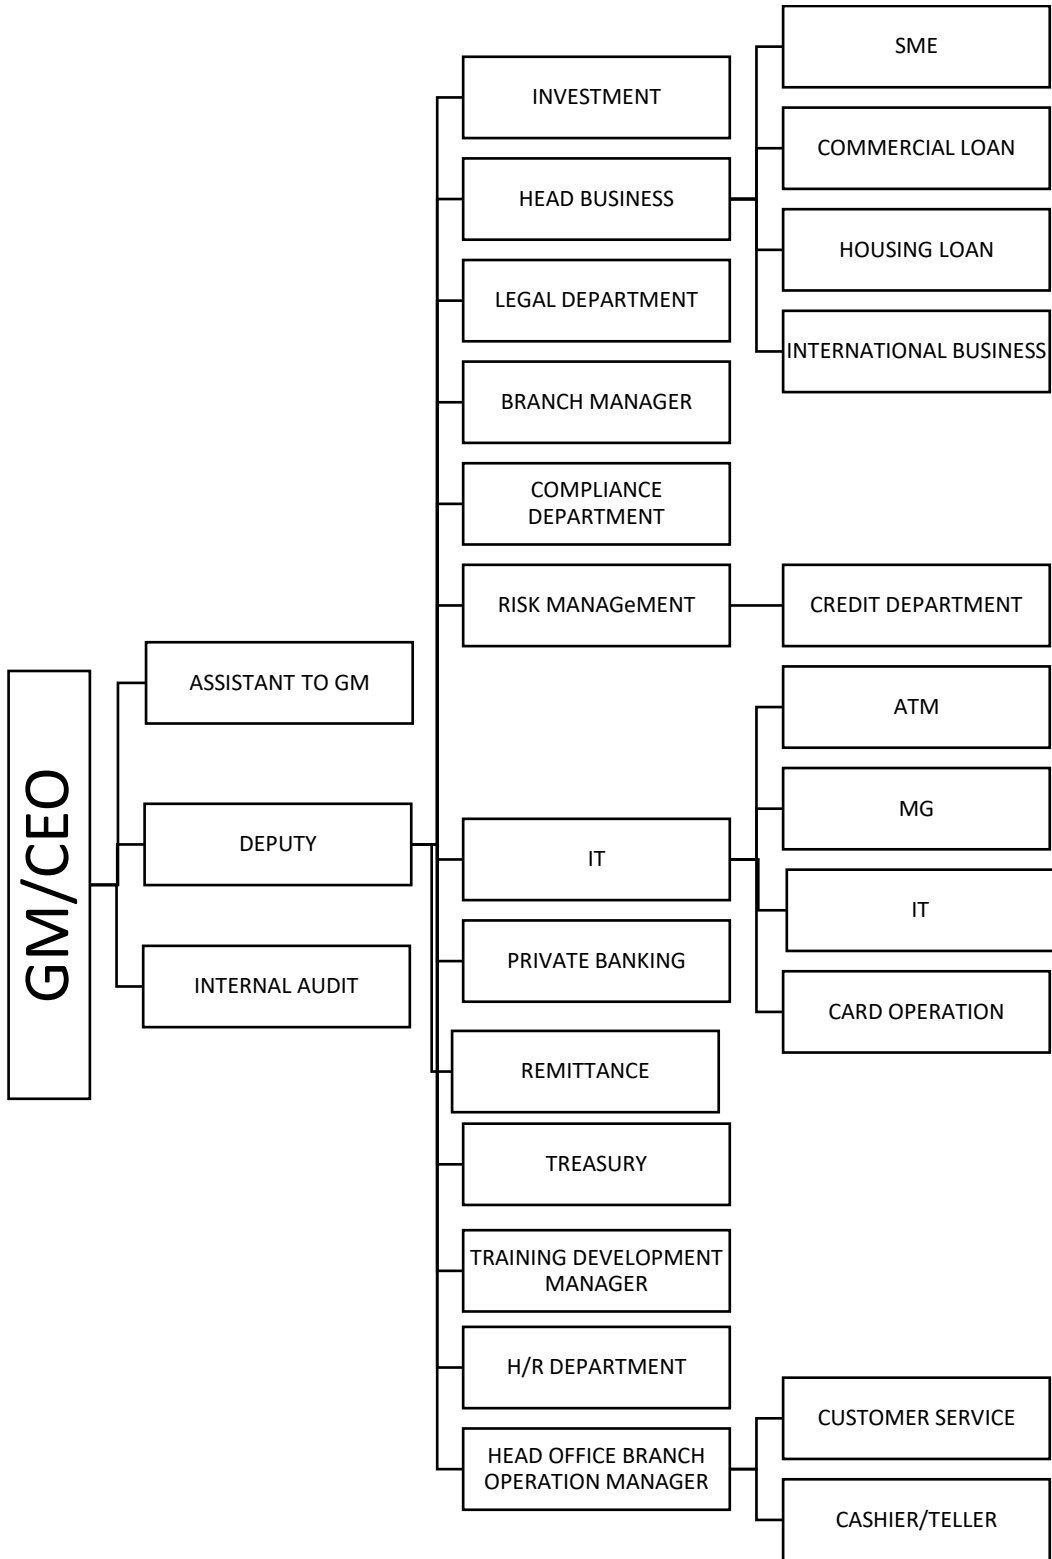 GM/CEO
ASSISTANT TO GM
DEPUTY
INTERNAL AUDIT
INVESTMENT
HEAD BUSINESS
LEGAL DEPARTMENT
BRANCH MANAGER
COMPLIANCE
DEPARTMENT
RISK MANAGeMENT
IT
PRIVATE BANKING
REMITTANCE
TREASURY
TRAINING DEVELOPMENT
MANAGER
H/R DEPARTMENT
HEAD OFFICE BRANCH
OPERATION MANAGER
SME
COMMERCIAL LOAN
HOUSING LOAN
INTERNATIONAL BUSINESS
CREDIT DEPARTMENT
ATM
MG
IT
CARD OPERATION
CUSTOMER SERVICE
CASHIER/TELLER